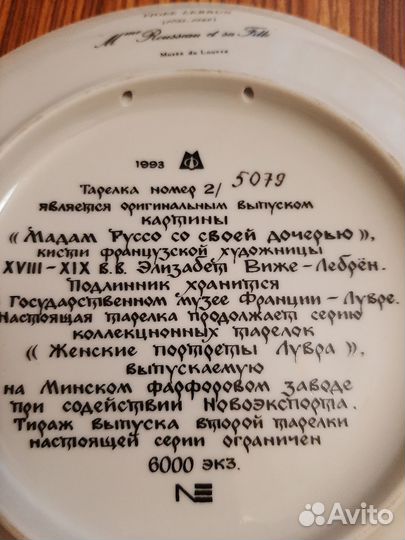 VIGEE LEBRUN
Mme Rousseau et sa Fille
Musée du Louvre
1993
Тарелка номер 2/ 5079
является оригинальным выпуском
картины
« Мадам Руссо со своей дочерью »,
кисти французской художницы
XVIII – XIX в.в. Элизабет Виже-Лебрён.
Подлинник хранится
в Государственном музее Франции – Лувре.
Настоящая тарелка продолжает серию
коллекционных тарелок
« Женские портреты Лувра »,
выпускаемую
на Минском фарфоровом заводе
при содействии Новоэкспорта.
Тираж выпуска второй тарелки
настоящей серии ограничен
6000 экз.
NE
Avito